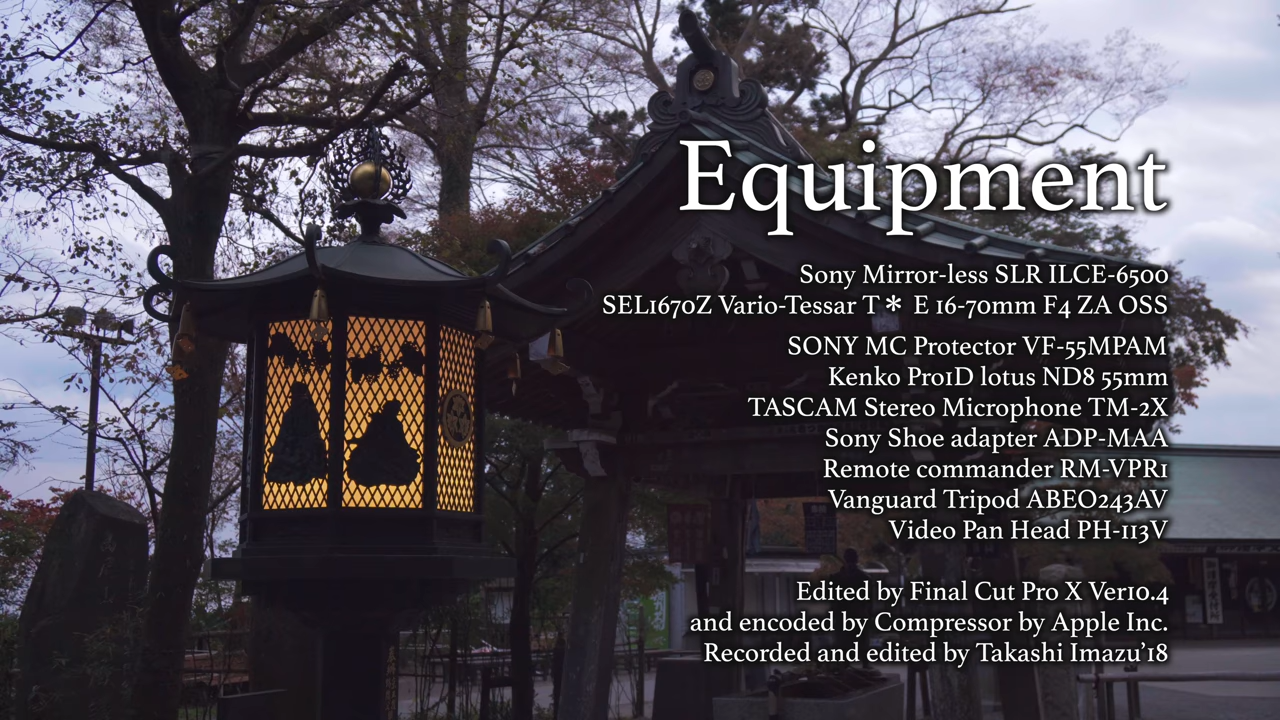 Equipment
Sony Mirror-less SLR ILCE-6500
SEL1670Z Vario-Tessar T＊ E 16-70mm F4 ZA OSS
SONY MC Protector VF-55MPAM
Kenko Pro1D lotus ND8 55mm
TASCAM Stereo Microphone TM-2X
Sony Shoe adapter ADP-MAA
Remote commander RM-VPR1
Vanguard Tripod ABEO243AV
Video Pan Head PH-113V
Edited by Final Cut Pro X Ver10.4
and encoded by Compressor by Apple Inc.
Recorded and edited by Takashi Imazu’18